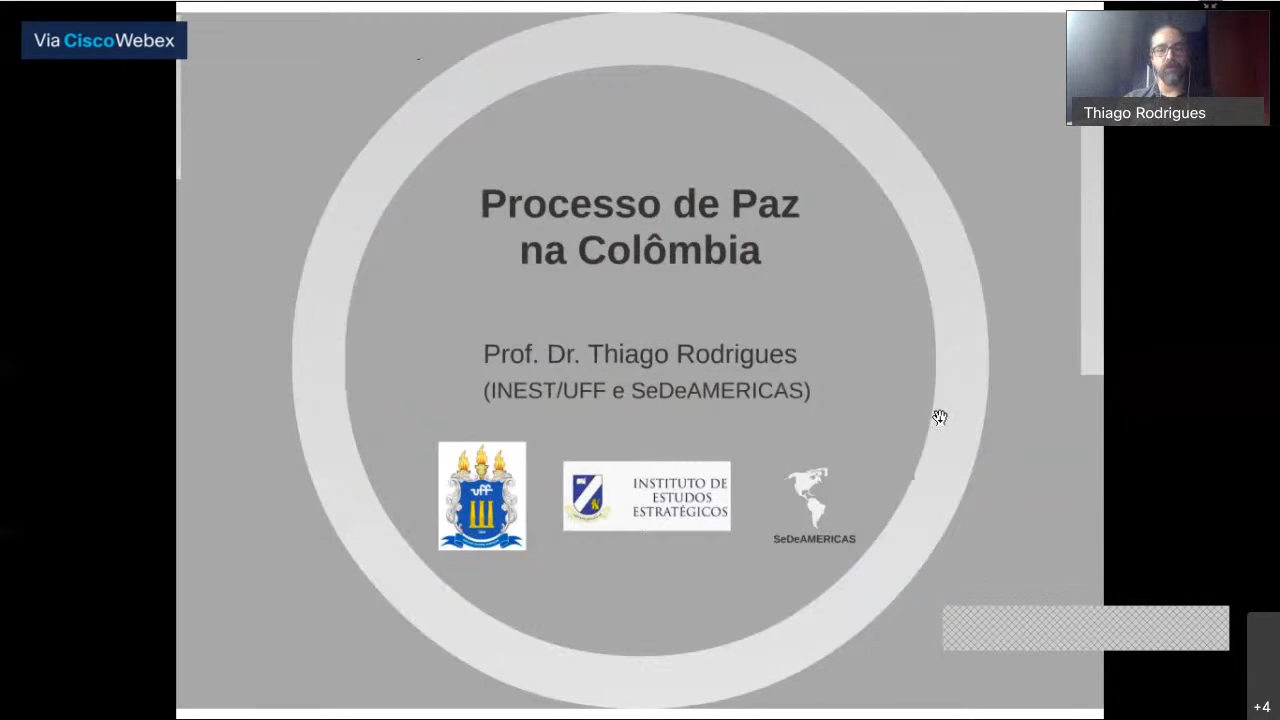 Via CiscoWebex
Thiago Rodrigues
Processo de Paz
na Colômbia
Prof. Dr. Thiago Rodrigues
(INEST/UFF e SeDeAMERICAS)
uff
INSTITUTO DE
ESTUDOS
ESTRATÉGICOS
SeDeAMERICAS
+4